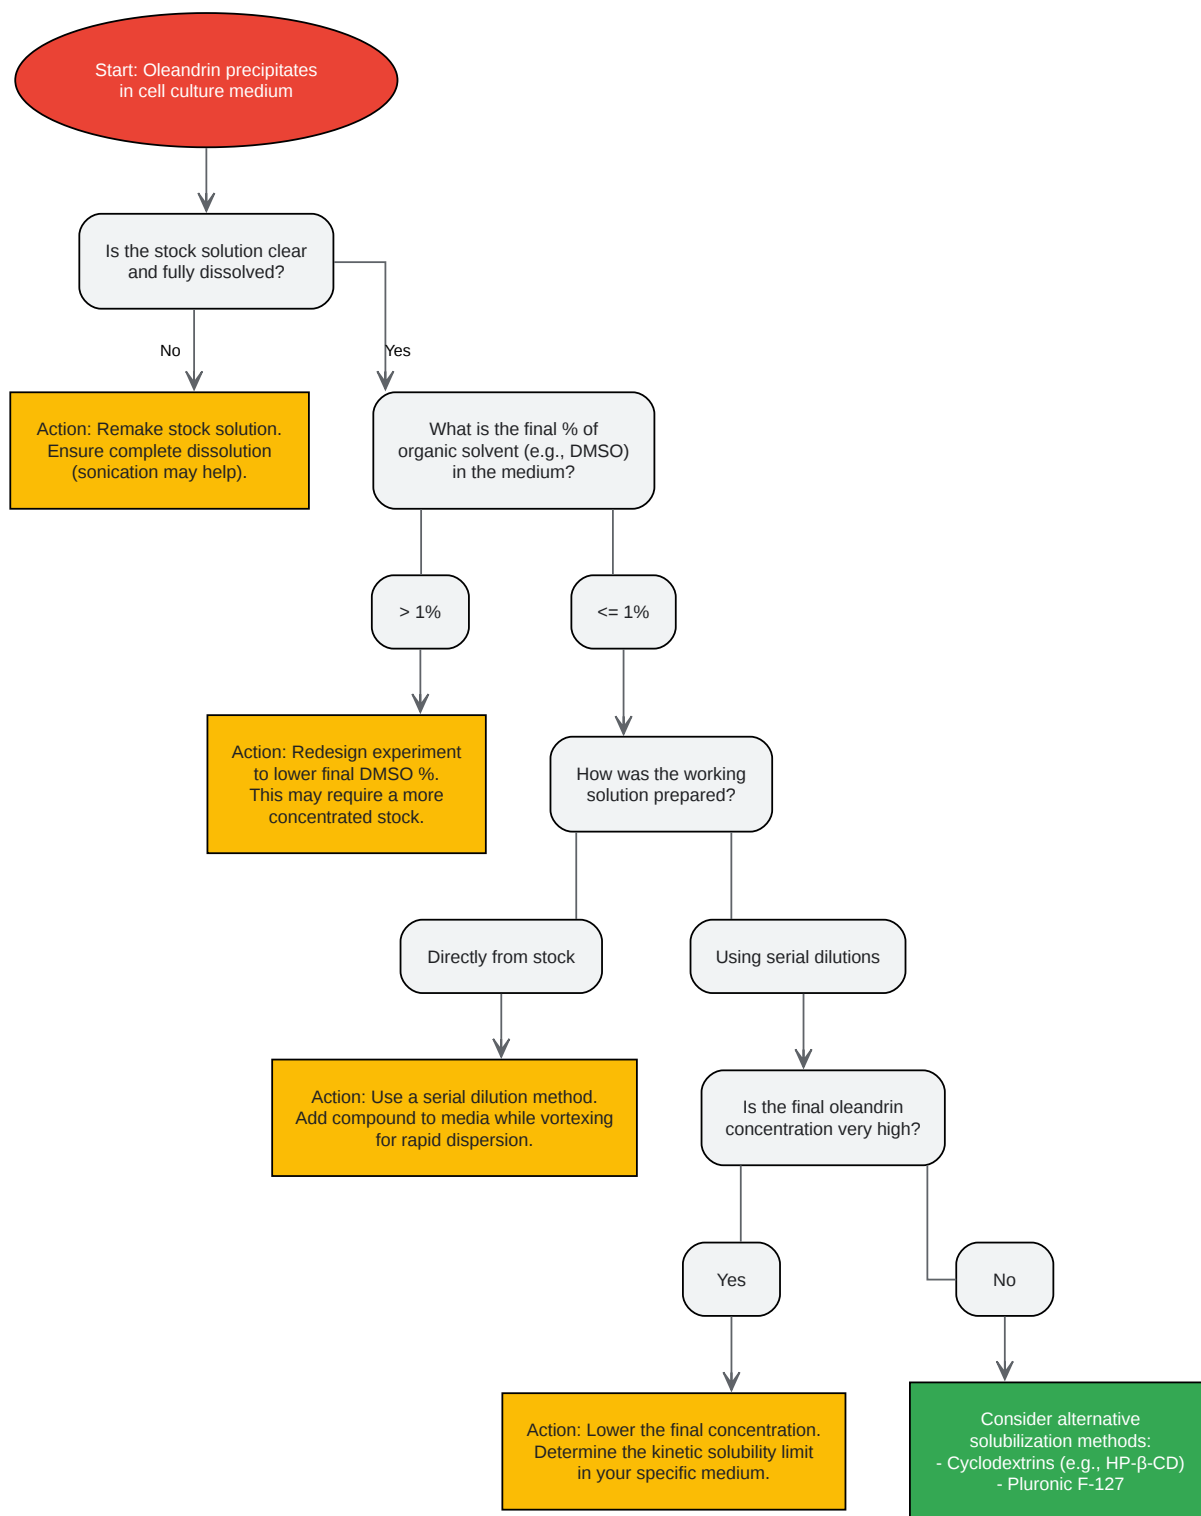 Start: Oleandrin precipitates
in cell culture medium
Is the stock solution clear
and fully dissolved?
No
Yes
Action: Remake stock solution.
Ensure complete dissolution
(sonication may help).
What is the final % of
organic solvent (e.g., DMSO)
in the medium?
> 1%
<= 1%
Action: Redesign experiment
to lower final DMSO %.
This may require a more
concentrated stock.
How was the working
solution prepared?
Directly from stock
Using serial dilutions
Action: Use a serial dilution method.
Add compound to media while vortexing
for rapid dispersion.
Is the final oleandrin
concentration very high?
Yes
No
Action: Lower the final concentration.
Determine the kinetic solubility limit
in your specific medium.
Consider alternative
solubilization methods:
- Cyclodextrins (e.g., HP-β-CD)
- Pluronic F-127